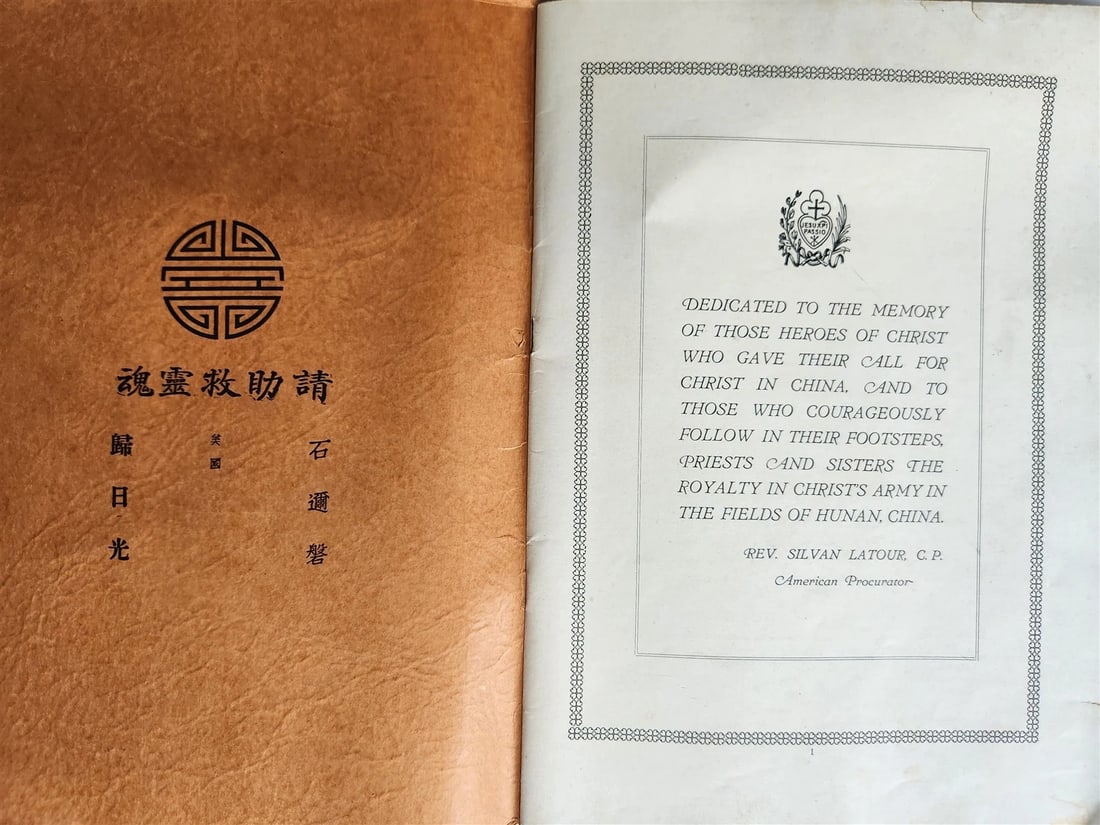 請助救靈魂
石邇磐
美國
歸日光
JESU XPI
PASSIO
DEDICATED TO THE MEMORY
OF THOSE HEROES OF CHRIST
WHO GAVE THEIR ALL FOR
CHRIST IN CHINA, AND TO
THOSE WHO COURAGEOUSLY
FOLLOW IN THEIR FOOTSTEPS,
PRIESTS AND SISTERS THE
ROYALTY IN CHRIST'S ARMY IN
THE FIELDS OF HUNAN, CHINA.
REV. SILVAN LATOUR, C. P.
American Procurator
1